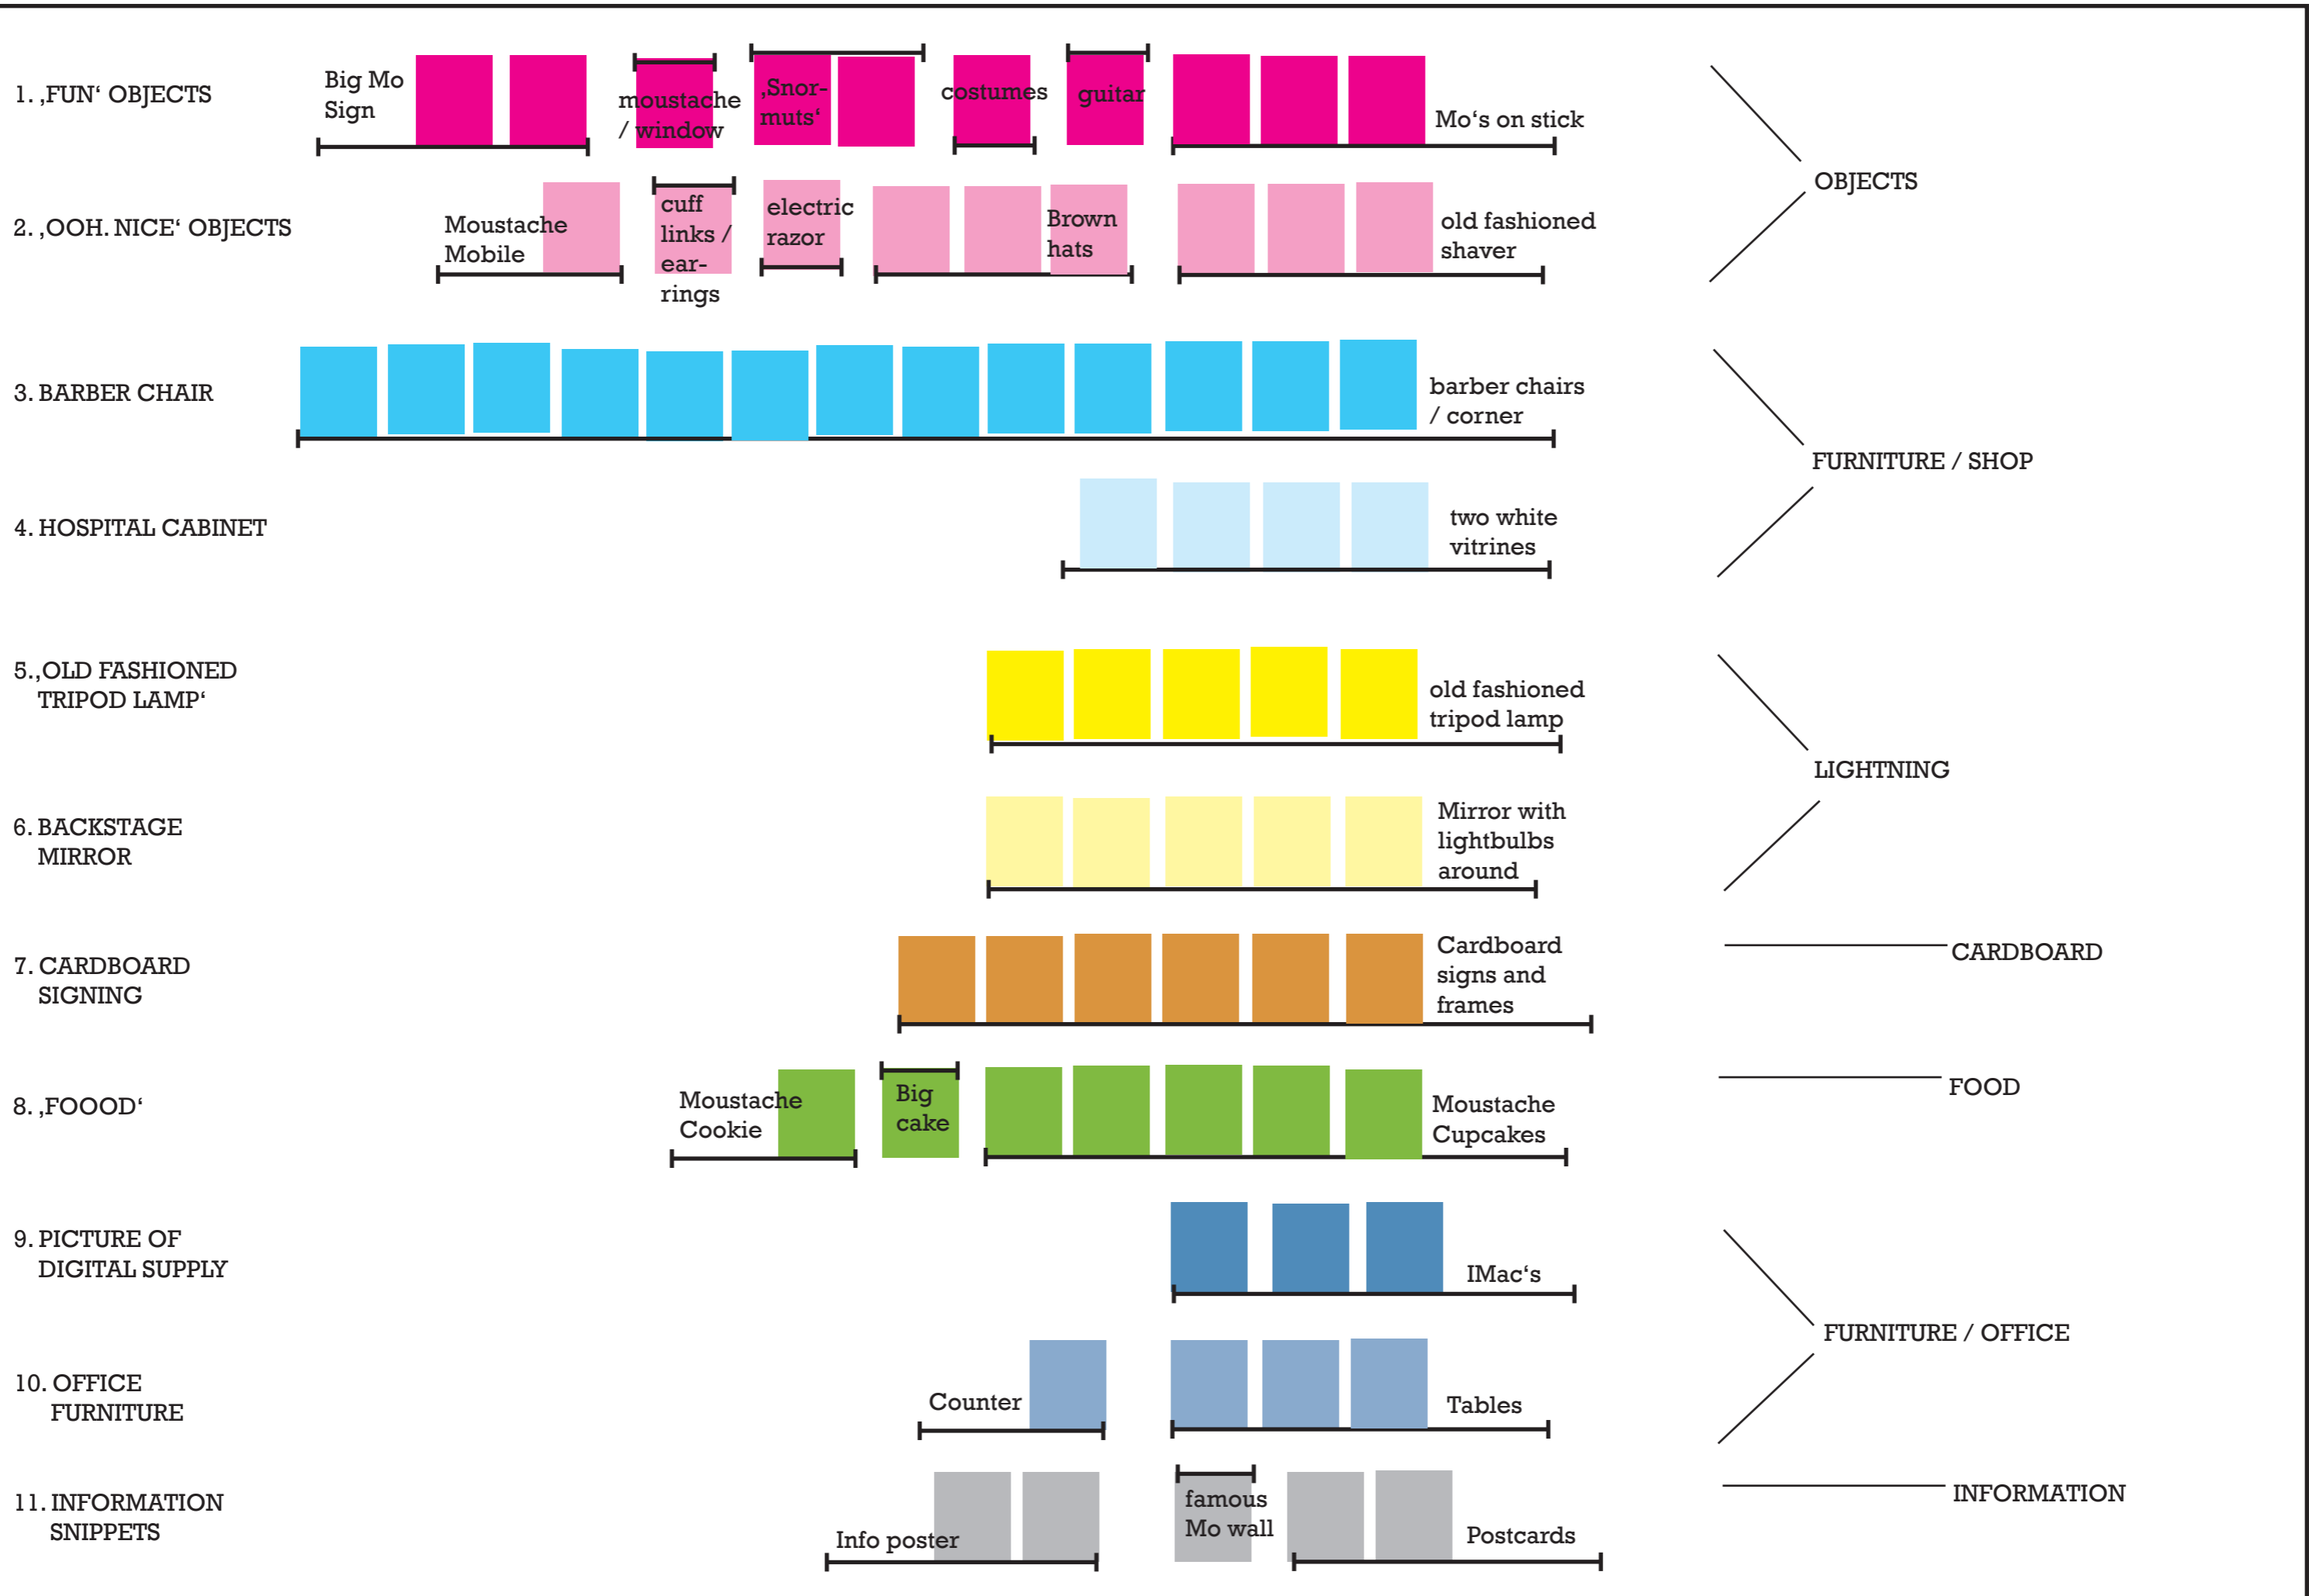 1. ‚FUN‘ OBJECTS
Big Mo
Sign
moustache
/ window
‚Snor-
muts‘
costumes
guitar
Mo‘s on stick
OBJECTS
2. ‚OOH. NICE‘ OBJECTS
Moustache
Mobile
cuff
links /
ear-
rings
electric
razor
Brown
hats
old fashioned
shaver
3. BARBER CHAIR
barber chairs
/ corner
FURNITURE / SHOP
4. HOSPITAL CABINET
two white
vitrines
5.‚OLD FASHIONED
TRIPOD LAMP‘
old fashioned
tripod lamp
LIGHTNING
6. BACKSTAGE
MIRROR
Mirror with
lightbulbs
around
7. CARDBOARD
SIGNING
Cardboard
signs and
frames
CARDBOARD
8. ‚FOOOD‘
Moustache
Cookie
Big
cake
Moustache
Cupcakes
FOOD
9. PICTURE OF
DIGITAL SUPPLY
IMac‘s
FURNITURE / OFFICE
10. OFFICE
FURNITURE
Counter
Tables
11. INFORMATION
SNIPPETS
Info poster
famous
Mo wall
Postcards
INFORMATION